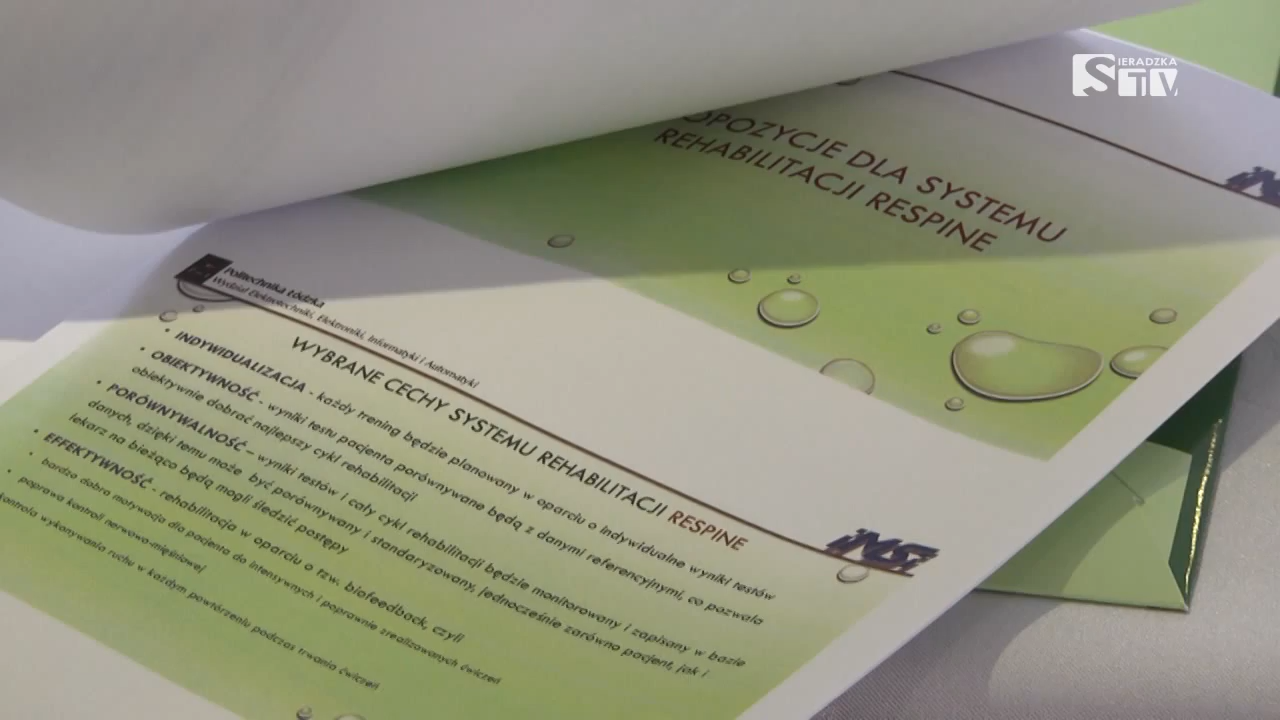 SIERADZKA
TV
OPOZYCJE DLA SYSTEMU
REHABILITACJI RESPINE
Politechnika Łódzka
Wydział Elektrotechniki, Elektroniki, Informatyki i Automatyki
WYBRANE CECHY SYSTEMU REHABILITACJI RESPINE
• INDYWIDUALIZACJA - każdy trening będzie planowany w oparciu o indywidualne wyniki testów
• OBIEKTYWNOŚĆ - wyniki testu pacjenta porównywane będą z danymi referencyjnymi, co pozwala
obiektywnie dobrać najlepszy cykl rehabilitacji
• PORÓWNYWALNOŚĆ – wyniki testów i cały cykl rehabilitacji będzie monitorowany i zapisany w bazie
danych, dzięki temu może być porównywany i standaryzowany, jednocześnie zarówno pacjent, jak i
lekarz na bieżąco będą mogli śledzić postępy
• EFFEKTYWNOŚĆ - rehabilitacja w oparciu o tzw. biofeedback, czyli
• bardzo dobra motywacja dla pacjenta do intensywnych i poprawnie zrealizowanych ćwiczeń
• poprawa kontroli nerwowo-mięśniowej
kontrola wykonywania ruchu w każdym powtórzeniu podczas trwania ćwiczeń